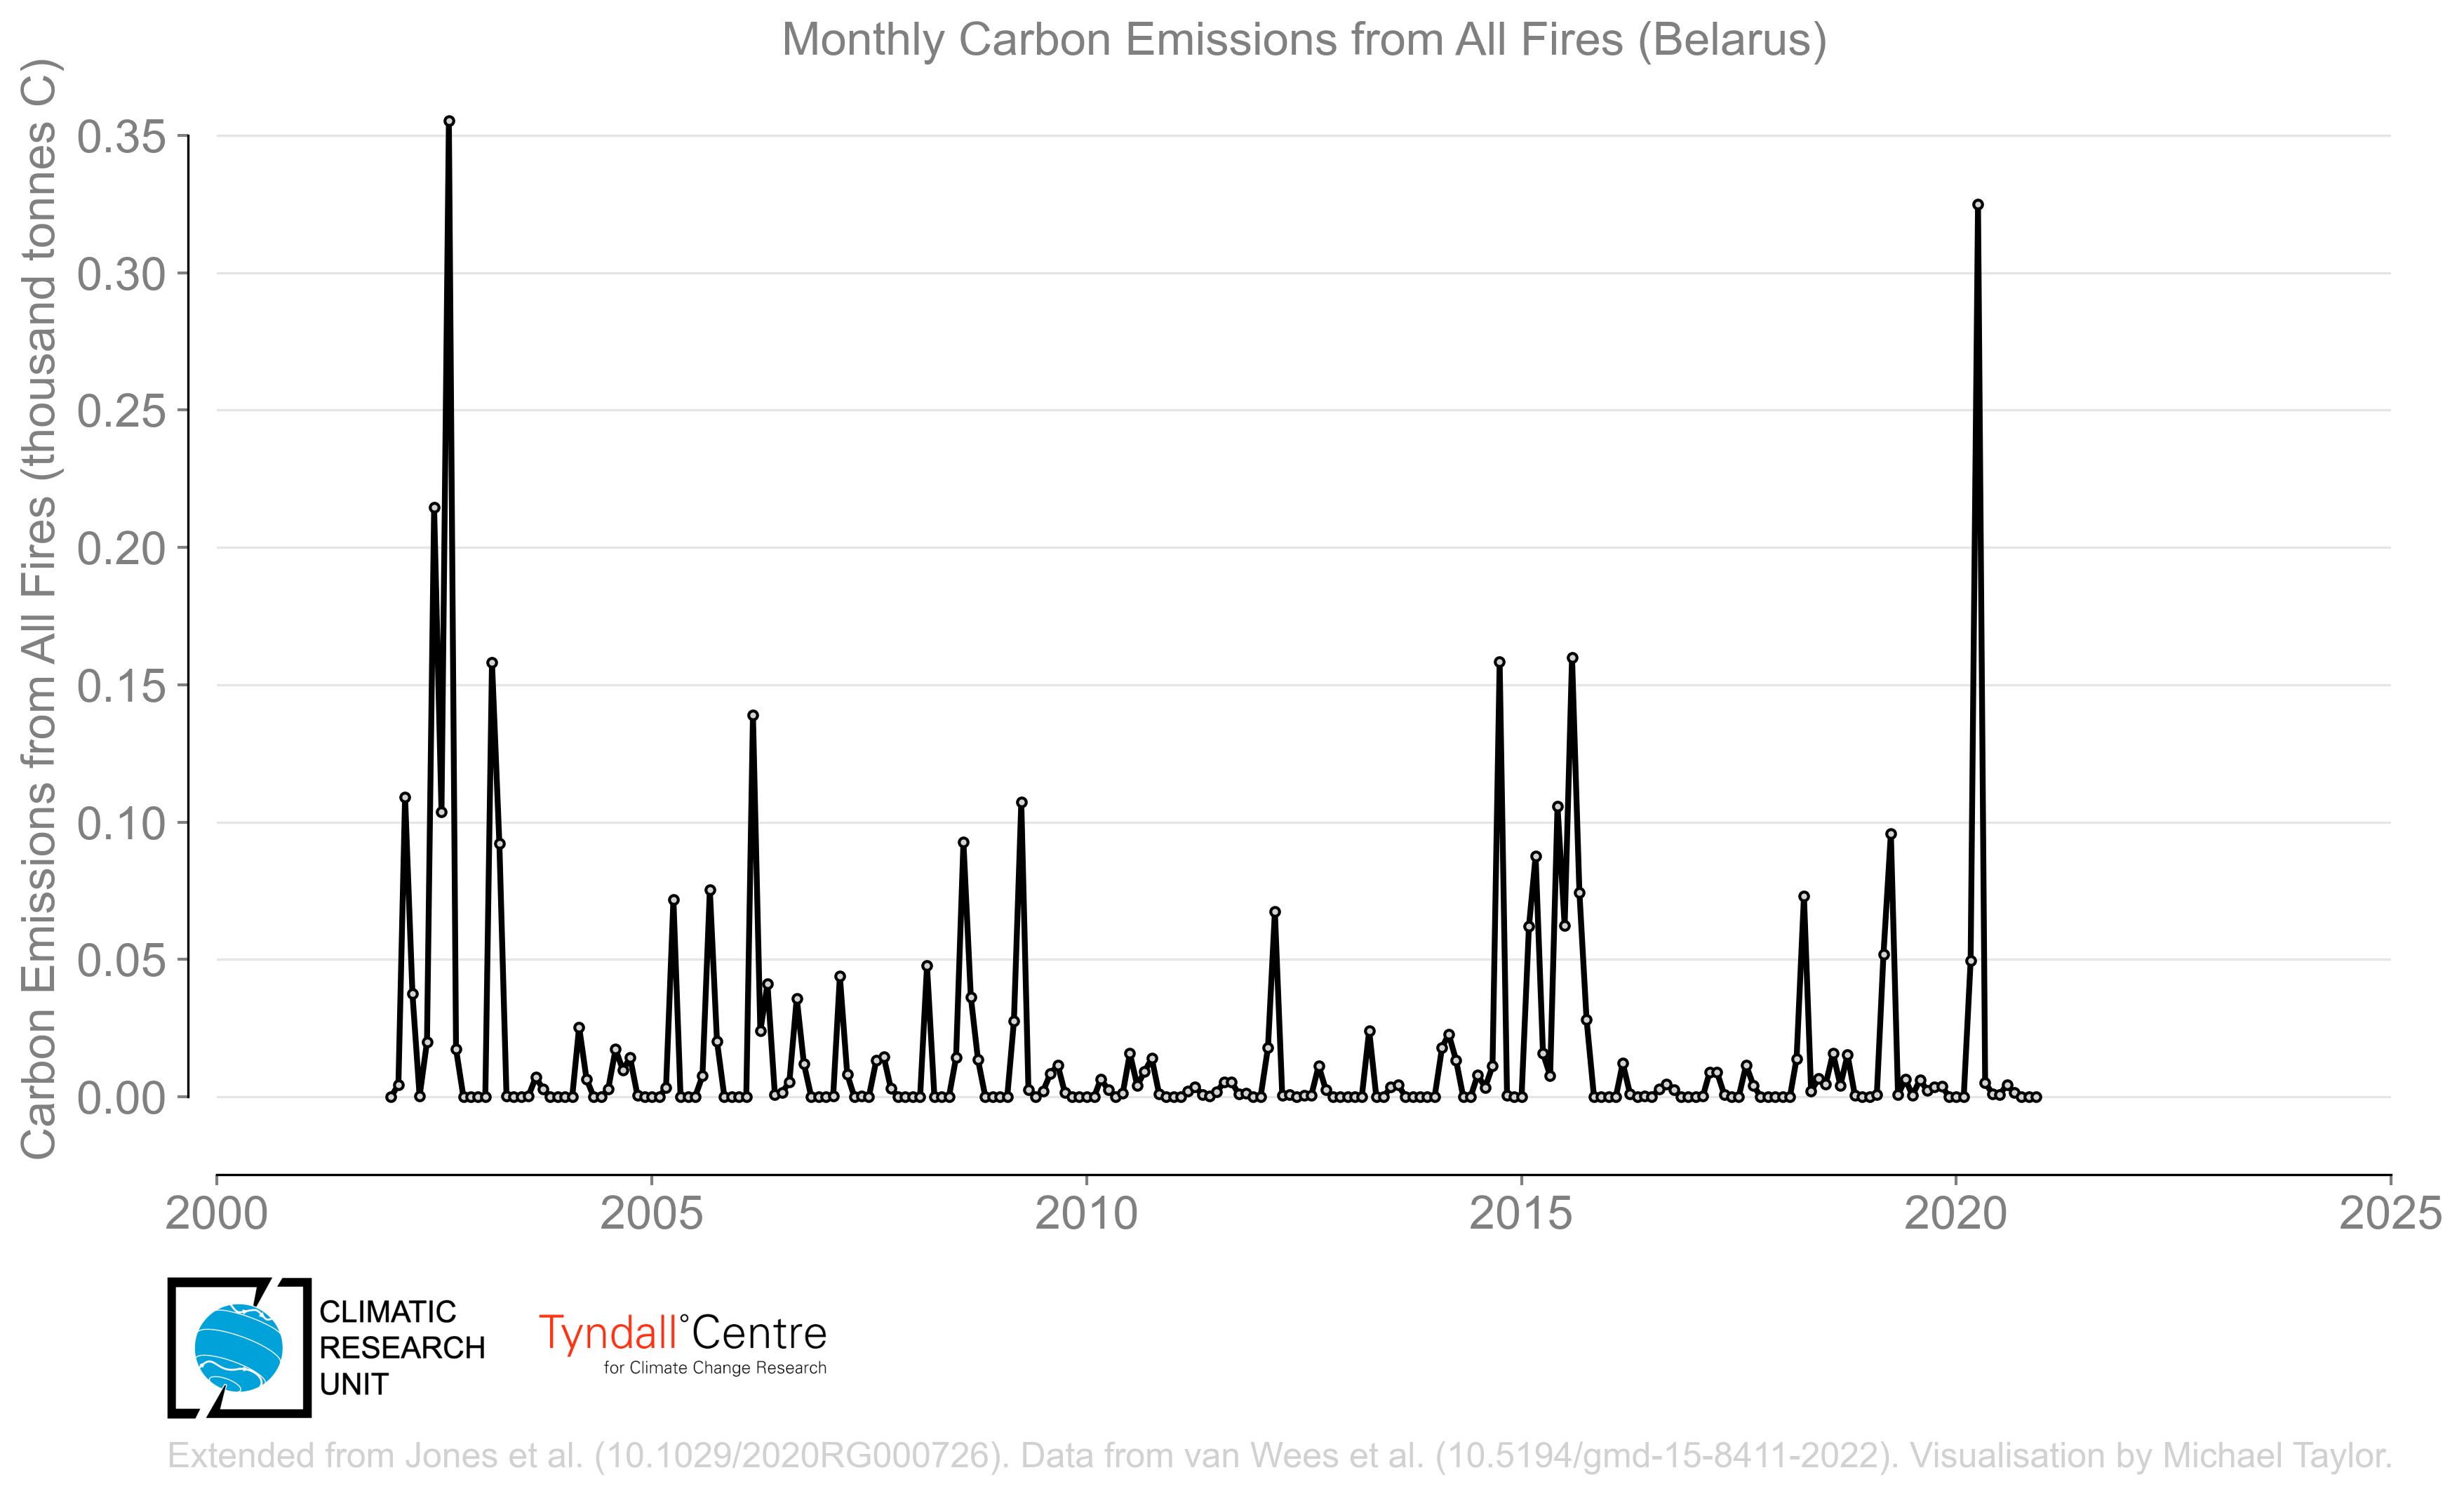 Monthly Carbon Emissions from All Fires (Belarus)
Carbon Emissions from All Fires (thousand tonnes C)
0.35
0.30
0.25
0.20
0.15
0.10
0.05
0.00
2000 2005 2010 2015 2020 2025
CLIMATIC
RESEARCH
UNIT
Tyndall°Centre
for Climate Change Research
Extended from Jones et al. (10.1029/2020RG000726). Data from van Wees et al. (10.5194/gmd-15-8411-2022). Visualisation by Michael Taylor.